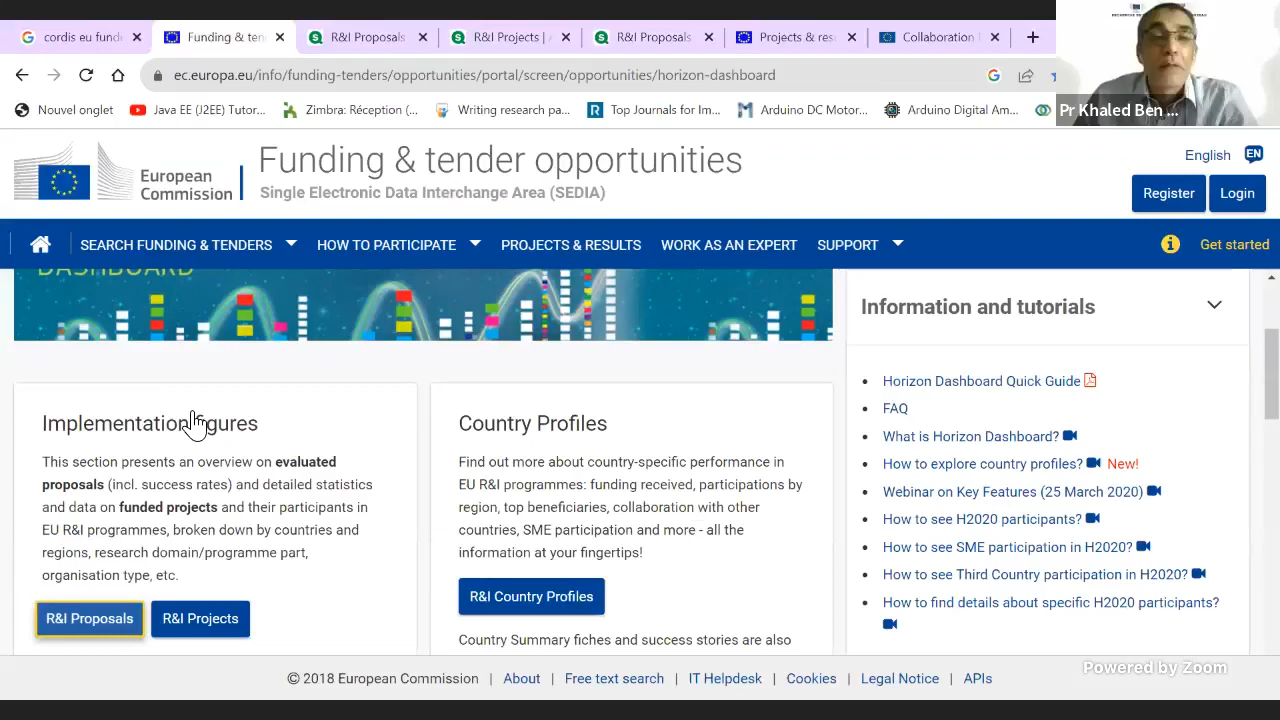 cordis eu fund
Funding & ten
R&I Proposals
R&I Projects | A
R&I Proposals
Projects & res
Collaboration
ec.europa.eu/info/funding-tenders/opportunities/portal/screen/opportunities/horizon-dashboard
Nouvel onglet
Java EE (J2EE) Tutor...
Zimbra: (...
Writing research pa...
Top Journals for Im...
Arduino DC Motor...
Arduino Digital Am...
Pr Khaled Ben ...
European
Commission
Funding & tender opportunities
Single Electronic Data Interchange Area (SEDIA)
English EN
Register
Login
SEARCH FUNDING & TENDERS
HOW TO PARTICIPATE
PROJECTS & RESULTS
WORK AS AN EXPERT
SUPPORT
Get started
DASHBOARD
Implementation figures
This section presents an overview on evaluated
proposals (incl. success rates) and detailed statistics
and data on funded projects and their participants in
EU R&I programmes, broken down by countries and
regions, research domain/programme part,
organisation type, etc.
R&I Proposals
R&I Projects
Country Profiles
Find out more about country-specific performance in
EU R&I programmes: funding received, participations by
region, top beneficiaries, collaboration with other
countries, SME participation and more - all the
information at your fingertips!
R&I Country Profiles
Country Summary fiches and success stories are also
Information and tutorials
Horizon Dashboard Quick Guide
FAQ
What is Horizon Dashboard?
How to explore country profiles? New!
Webinar on Key Features (25 March 2020)
How to see H2020 participants?
How to see SME participation in H2020?
How to see Third Country participation in H2020?
How to find details about specific H2020 participants?
Powered by Zoom
© 2018 European Commission | About | Free text search | IT Helpdesk | Cookies | Legal Notice | APIs